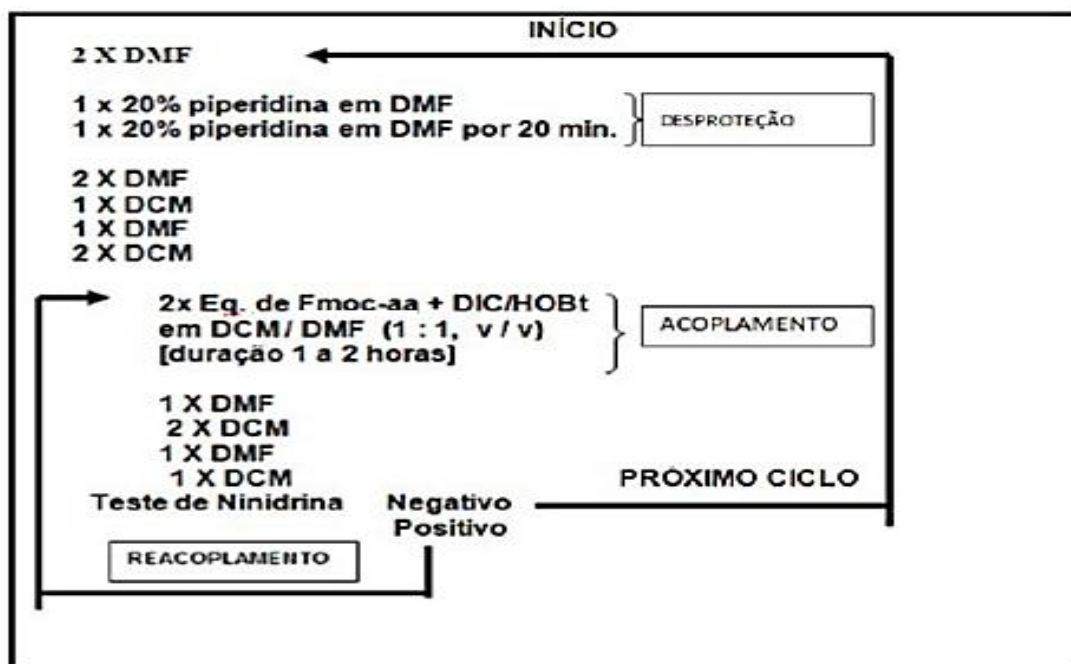 INÍCIO
2 X DMF
1 x 20% piperidina em DMF
1 x 20% piperidina em DMF por 20 min.
DESPROTEÇÃO
2 X DMF
1 X DCM
1 X DMF
2 X DCM
2x Eq. de Fmoc-aa + DIC/HOBt
em DCM / DMF (1 : 1, v / v)
[duração 1 a 2 horas]
ACOPLAMENTO
1 X DMF
2 X DCM
1 X DMF
1 X DCM
PRÓXIMO CICLO
Teste de Ninidrina Negativo
Positivo
REACOPLAMENTO